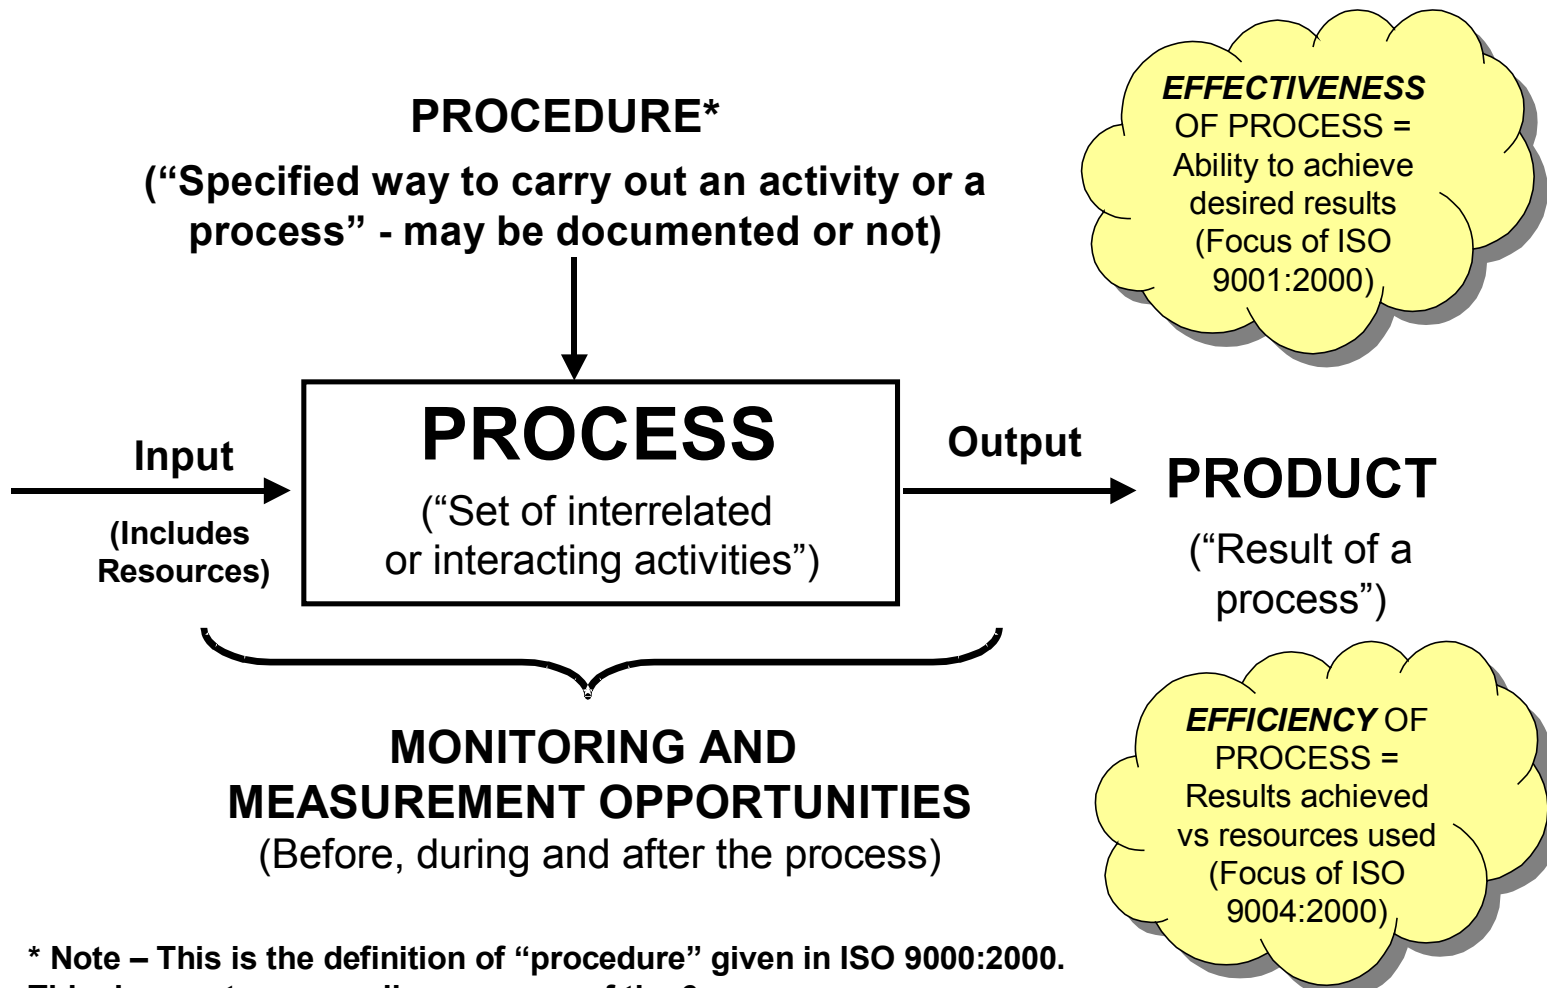 EFFECTIVENESS
OF PROCESS =
Ability to achieve
desired results
(Focus of ISO
9001:2000)
PROCEDURE*
(“Specified way to carry out an activity or a
process” - may be documented or not)
Input
(Includes
Resources)
PROCESS
(“Set of interrelated
or interacting activities”)
Output
PRODUCT
(“Result of a
process”)
MONITORING AND
MEASUREMENT OPPORTUNITIES
(Before, during and after the process)
EFFICIENCY OF
PROCESS =
Results achieved
vs resources used
(Focus of ISO
9004:2000)
* Note – This is the definition of “procedure” given in ISO 9000:2000.